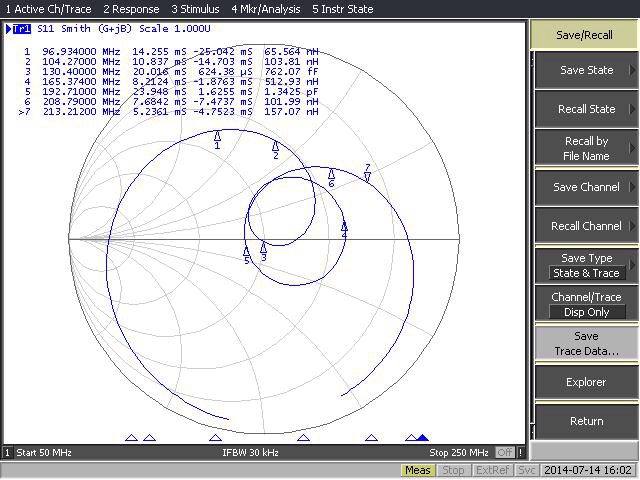 1 Active Ch/Trace 2 Response 3 Stimulus 4 Mkr/Analysis 5 Instr State
Tr1 S11 Smith (G+jB) Scale 1.000U
1 96.934000 MHz 14.255 mS -25.042 mS 65.564 nH
2 104.27000 MHz 10.837 mS -14.703 mS 103.81 nH
3 130.40000 MHz 20.016 mS 624.38 µS 762.07 fF
4 165.37400 MHz 8.2124 mS -1.8763 mS 512.93 nH
5 192.71000 MHz 23.948 mS 1.6255 mS 1.3425 pF
6 208.79000 MHz 7.6842 mS -7.4737 mS 101.99 nH
>7 213.21200 MHz 5.2361 mS -4.7523 mS 157.07 nH
1
2
7
6
4
5
3
1 Start 50 MHz IFBW 30 kHz Stop 250 MHz Off !
Save/Recall
Save State
Recall State
Recall by
File Name
Save Channel
Recall Channel
Save Type
State & Trace
Channel/Trace
Disp Only
Save
Trace Data...
Explorer
Return
Meas Stop ExtRef Svc 2014-07-14 16:02